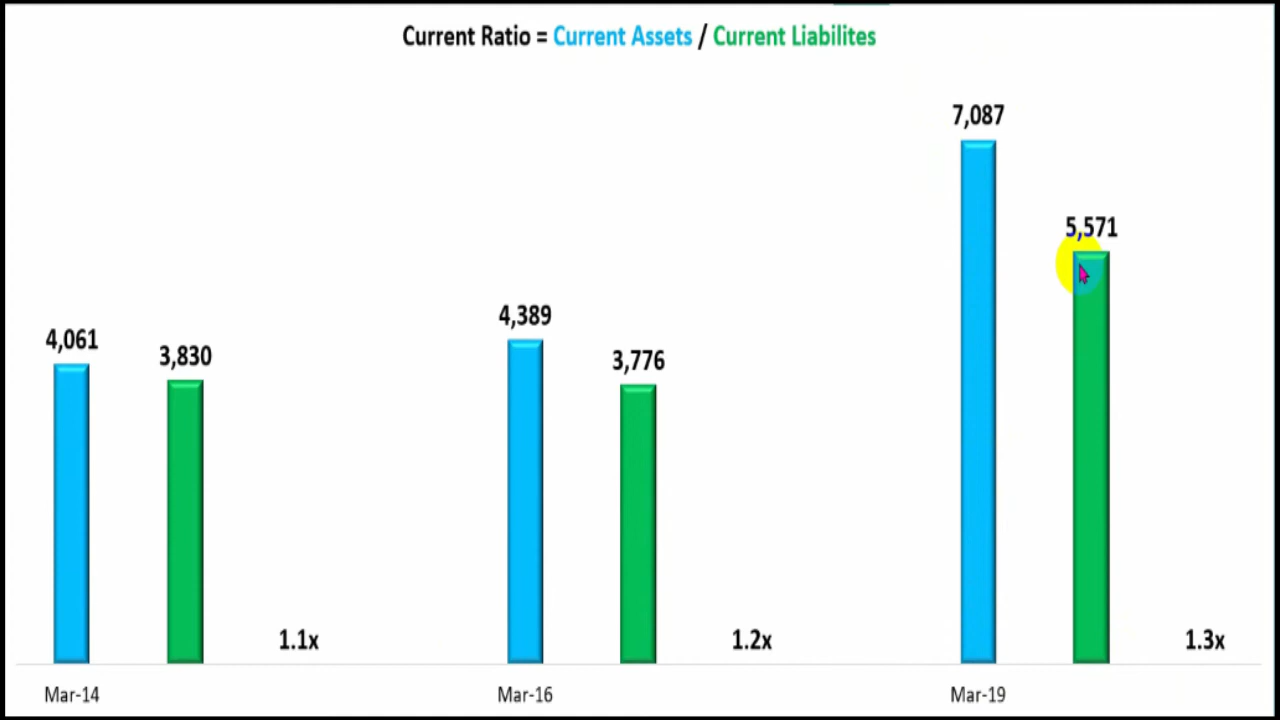 Current Ratio = Current Assets / Current Liabilites
7,087
5,571
4,389
4,061
3,830
3,776
1.1x
1.2x
1.3x
Mar-14
Mar-16
Mar-19